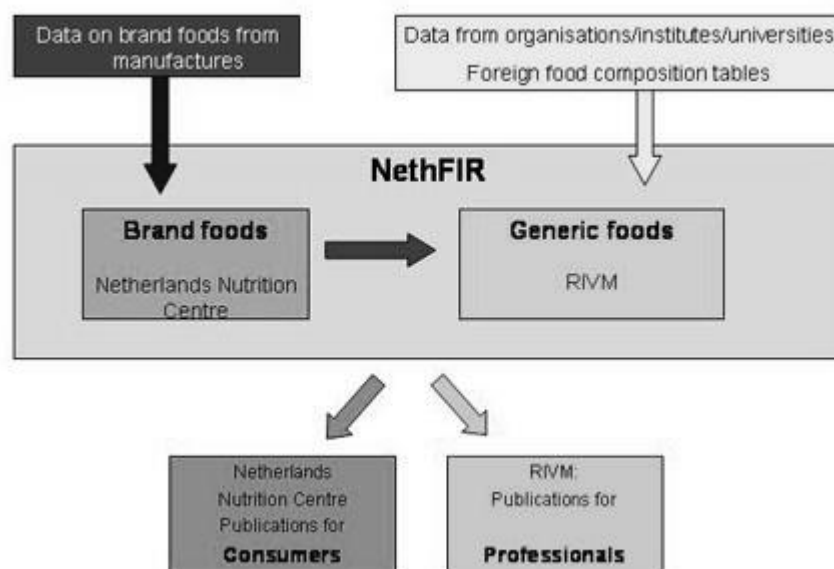 Data on brand foods from
manufactures
Data from organisations/institutes/universities
Foreign food composition tables
NethFIR
Brand foods
Netherlands Nutrition
Centre
Generic foods
RIVM
Netherlands
Nutrition Centre
Publications for
Consumers
RIVM:
Publications for
Professionals